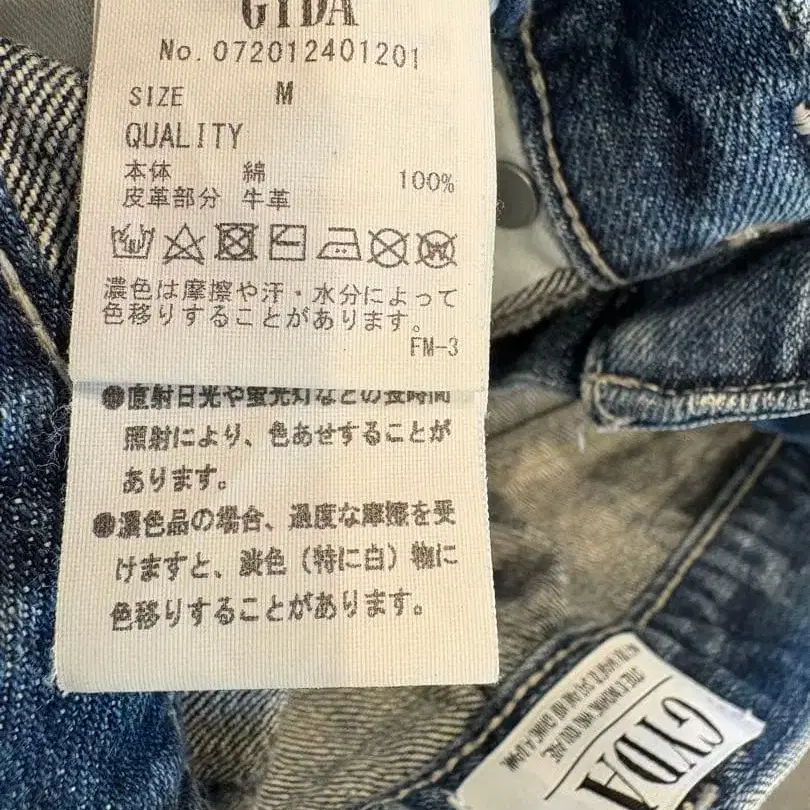 GYDA
No. 072012401201
SIZE M
QUALITY
本体 綿 100%
皮革部分 牛革
濃色は摩擦や汗・水分によって
色移りすることがあります。
FM-3
●直射日光や蛍光灯などの長時間
照射により、色あせすることが
あります。
●濃色品の場合、過度な摩擦を受
けますと、淡色（特に白）物に
色移りすることがあります。
GYDA